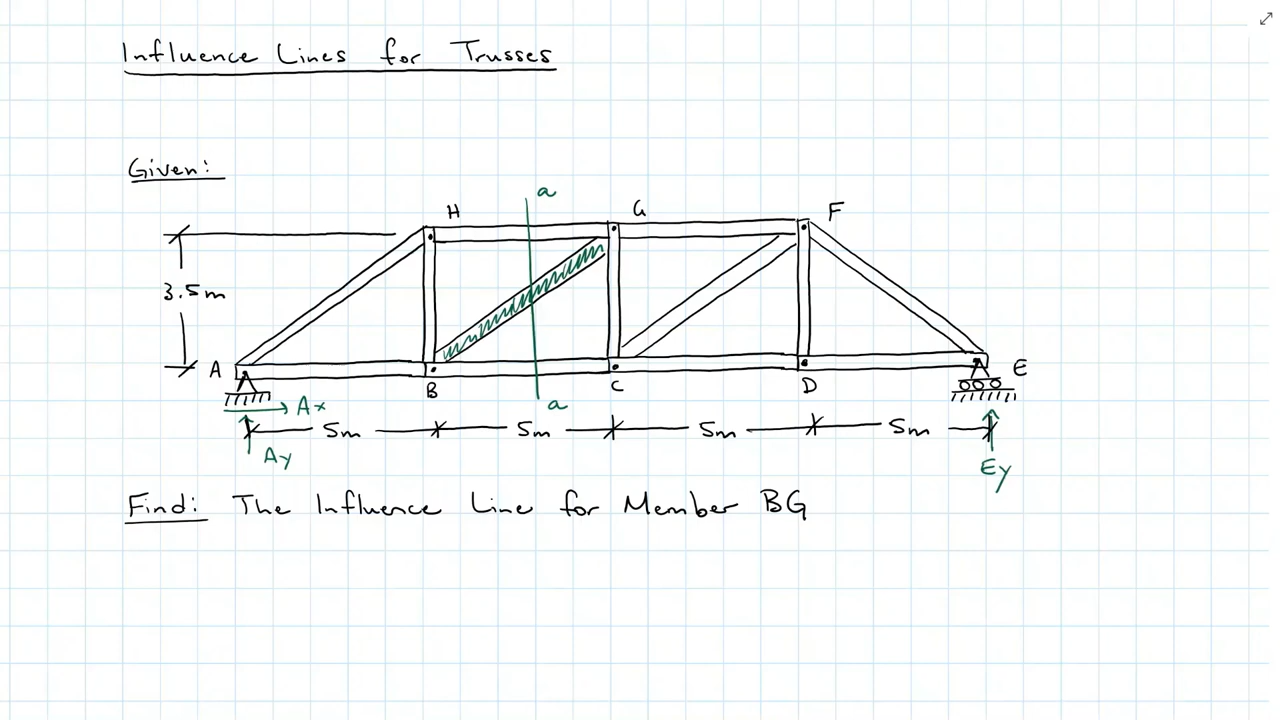 Influence Lines for Trusses
Given:
a
H G F
3.5m
A B C D E
a
Ax
5m 5m 5m 5m
Ay Ey
Find: The Influence Line for Member BG